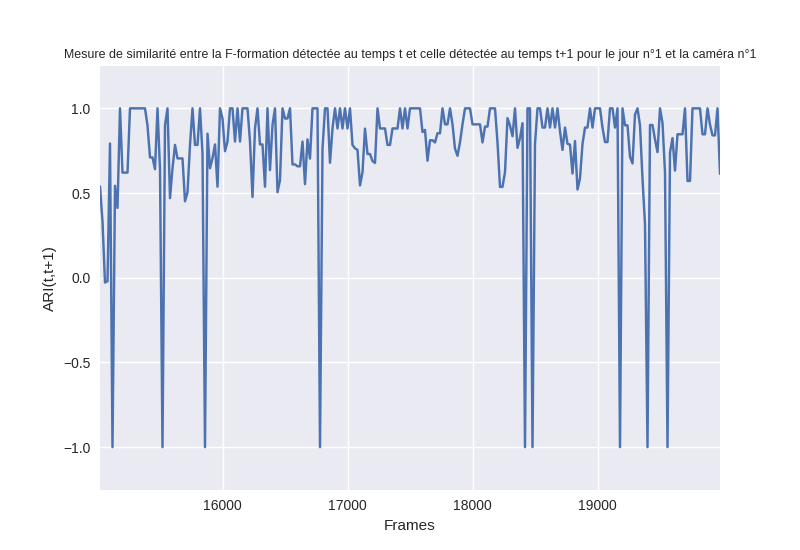 Mesure de similarité entre la F-formation détectée au temps t et celle détectée au temps t+1 pour le jour n°1 et la caméra n°1
1.0
0.5
0.0
−0.5
−1.0
ARI(t,t+1)
16000 17000 18000 19000
Frames